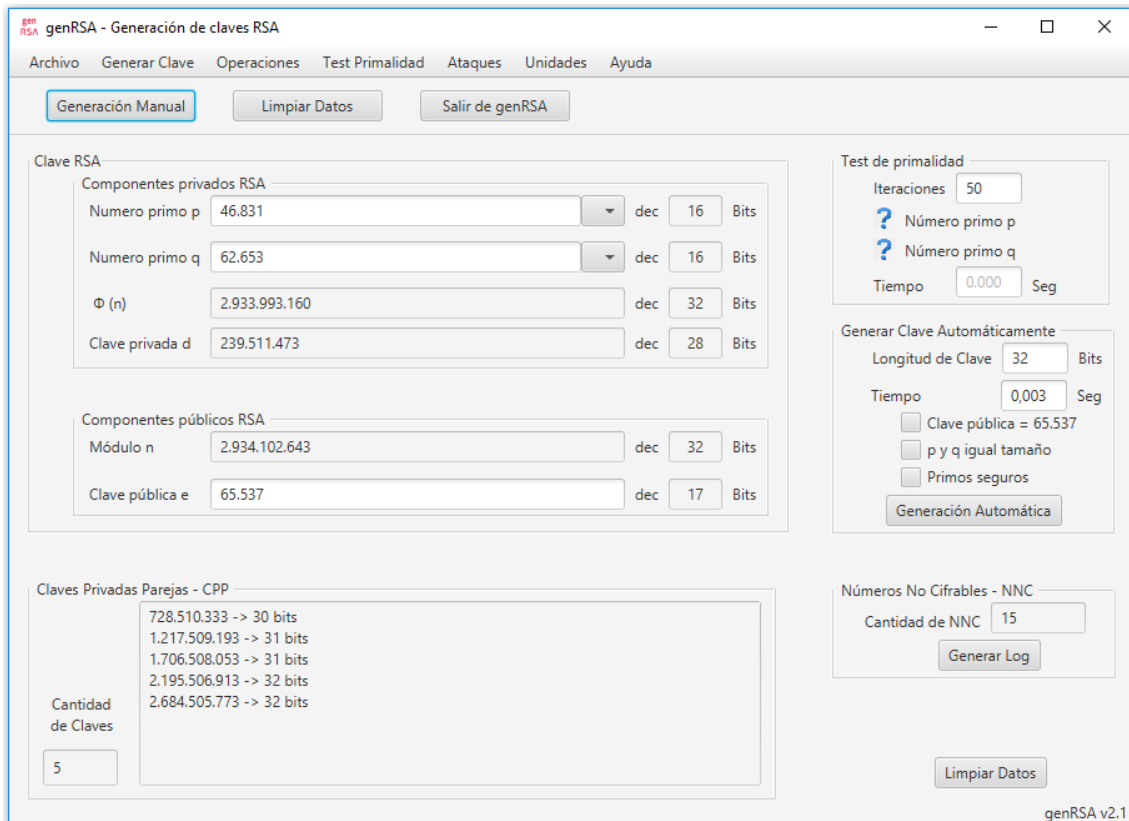 gen RSA genRSA - Generación de claves RSA
Archivo Generar Clave Operaciones Test Primalidad Ataques Unidades Ayuda
Generación Manual Limpiar Datos Salir de genRSA
Clave RSA
Componentes privados RSA
Numero primo p 46.831 dec 16 Bits
Numero primo q 62.653 dec 16 Bits
Φ (n) 2.933.993.160 dec 32 Bits
Clave privada d 239.511.473 dec 28 Bits
Componentes públicos RSA
Módulo n 2.934.102.643 dec 32 Bits
Clave pública e 65.537 dec 17 Bits
Test de primalidad
Iteraciones 50
? Número primo p
? Número primo q
Tiempo 0.000 Seg
Generar Clave Automáticamente
Longitud de Clave 32 Bits
Tiempo 0,003 Seg
Clave pública = 65.537
p y q igual tamaño
Primos seguros
Generación Automática
Claves Privadas Parejas - CPP
728.510.333 -> 30 bits
1.217.509.193 -> 31 bits
1.706.508.053 -> 31 bits
2.195.506.913 -> 32 bits
2.684.505.773 -> 32 bits
Cantidad
de Claves
5
Números No Cifrables - NNC
Cantidad de NNC 15
Generar Log
Limpiar Datos
genRSA v2.1